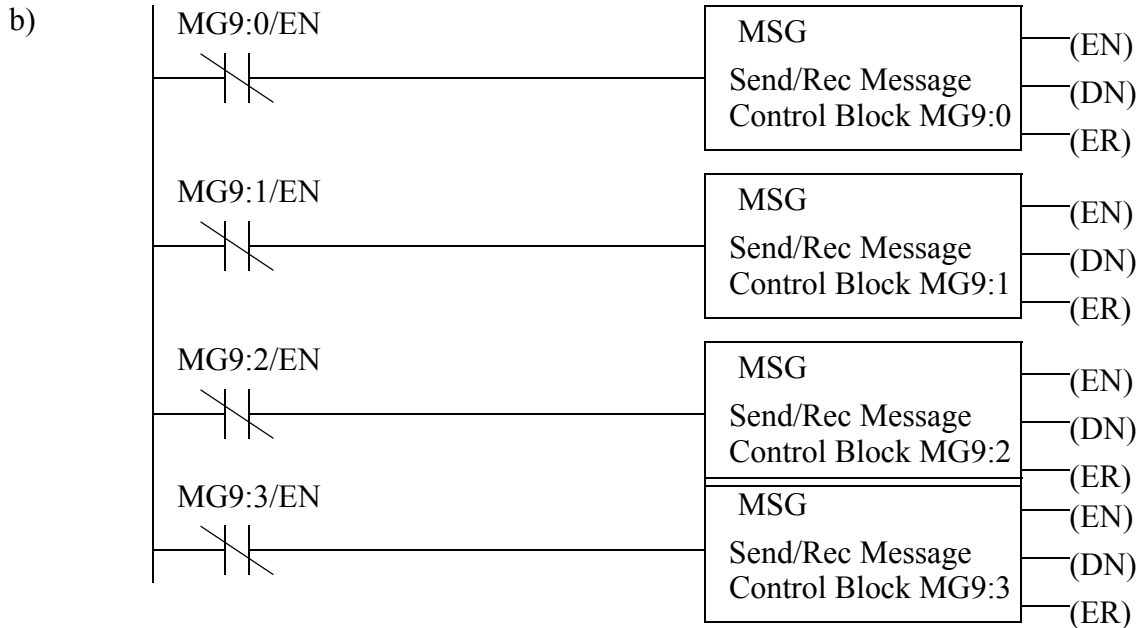 b)
MG9:0/EN
MSG
Send/Rec Message
Control Block MG9:0
(EN)
(DN)
(ER)
MG9:1/EN
MSG
Send/Rec Message
Control Block MG9:1
(EN)
(DN)
(ER)
MG9:2/EN
MSG
Send/Rec Message
Control Block MG9:2
(EN)
(DN)
(ER)
MG9:3/EN
MSG
Send/Rec Message
Control Block MG9:3
(EN)
(DN)
(ER)